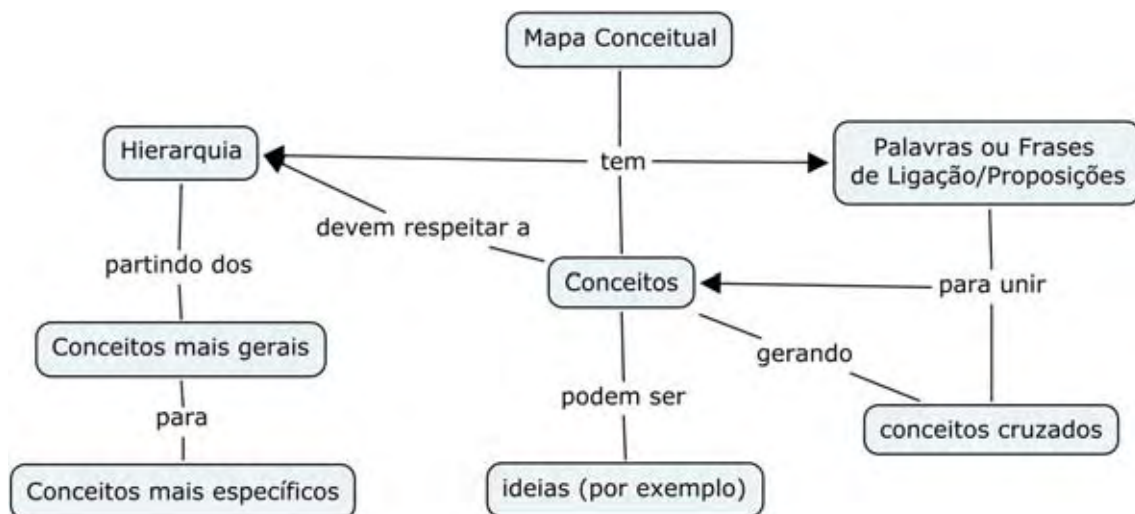 Mapa Conceitual
Hierarquia
tem
Palavras ou Frases
de Ligação/Proposições
devem respeitar a
partindo dos
Conceitos
para unir
Conceitos mais gerais
gerando
podem ser
para
conceitos cruzados
Conceitos mais específicos
ideias (por exemplo)